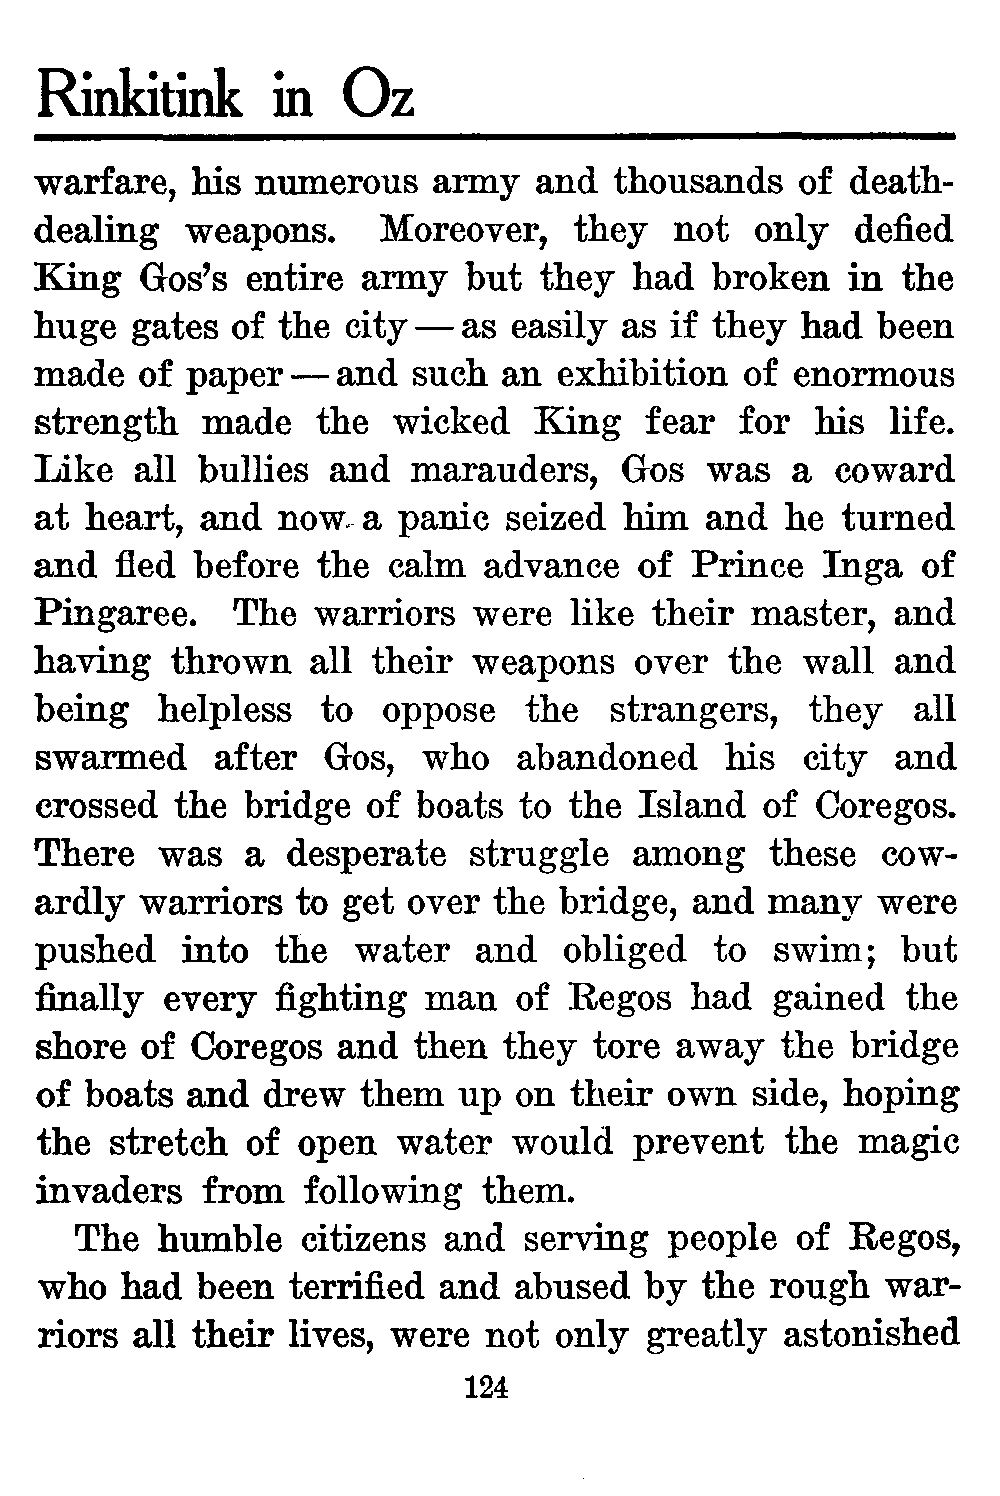 Rinkitink in Oz
warfare, his numerous army and thousands of death-
dealing weapons. Moreover, they not only defied
King Gos's entire army but they had broken in the
huge gates of the city — as easily as if they had been
made of paper — and such an exhibition of enormous
strength made the wicked King fear for his life.
Like all bullies and marauders, Gos was a coward
at heart, and now a panic seized him and he turned
and fled before the calm advance of Prince Inga of
Pingaree. The warriors were like their master, and
having thrown all their weapons over the wall and
being helpless to oppose the strangers, they all
swarmed after Gos, who abandoned his city and
crossed the bridge of boats to the Island of Coregos.
There was a desperate struggle among these cow-
ardly warriors to get over the bridge, and many were
pushed into the water and obliged to swim; but
finally every fighting man of Regos had gained the
shore of Coregos and then they tore away the bridge
of boats and drew them up on their own side, hoping
the stretch of open water would prevent the magic
invaders from following them.
The humble citizens and serving people of Regos,
who had been terrified and abused by the rough war-
riors all their lives, were not only greatly astonished
124